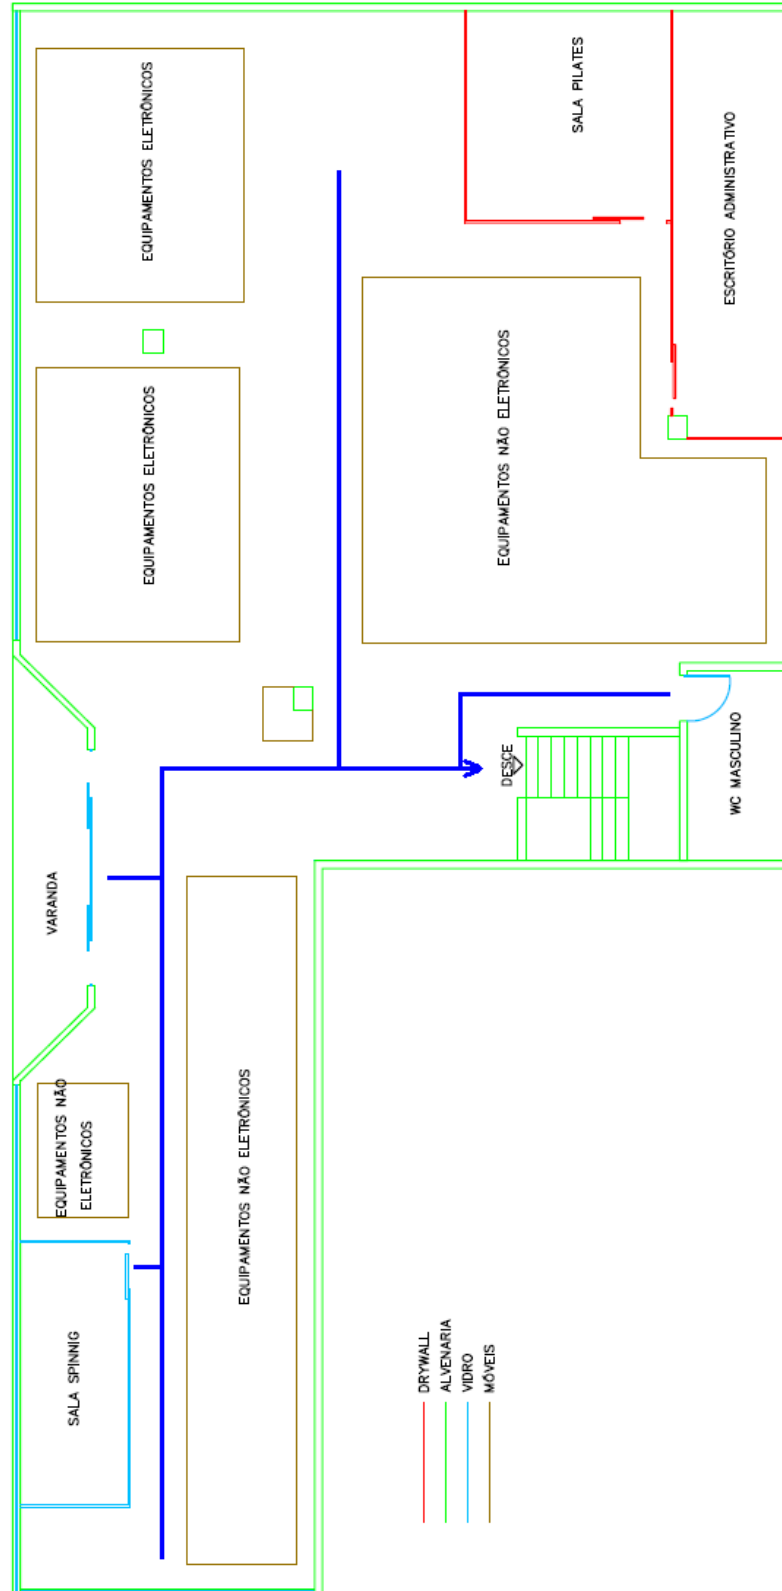 EQUIPAMENTOS ELETRÔNICOS
SALA PILATES
ESCRITÓRIO ADMINISTRATIVO
EQUIPAMENTOS ELETRÔNICOS
EQUIPAMENTOS NÃO ELETRÔNICOS
DESCE
WC MASCULINO
VARANDA
EQUIPAMENTOS NÃO
ELETRÔNICOS
EQUIPAMENTOS NÃO ELETRÔNICOS
SALA SPINNIG
DRYWALL
ALVENARIA
VIDRO
MÓVEIS